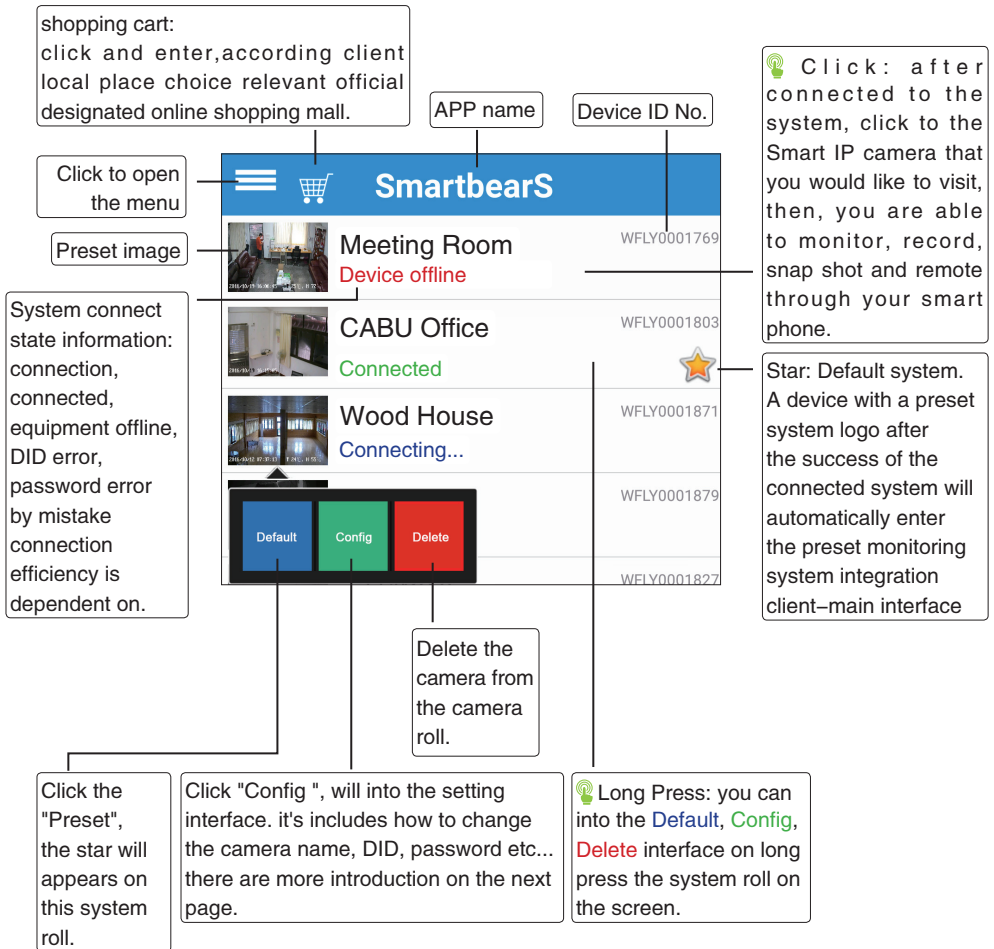 shopping cart:
click and enter,according client
local place choice relevant official
designated online shopping mall.
APP name
Device ID No.
Click: after
connected to the
system, click to the
Smart IP camera that
you would like to visit,
then, you are able
to monitor, record,
snap shot and remote
through your smart
phone.
Click to open
the menu
SmartbearS
Preset image
Meeting Room
WFLY0001769
Device offline
System connect
state information:
connection,
connected,
equipment offline,
DID error,
password error
by mistake
connection
efficiency is
dependent on.
CABU Office
WFLY0001803
Connected
Star: Default system.
A device with a preset
system logo after
the success of the
connected system will
automatically enter
the preset monitoring
system integration
client–main interface
Wood House
WFLY0001871
Connecting...
WFLY0001879
Default
Config
Delete
WFLY0001827
Delete the
camera from
the camera
roll.
Click the
"Preset",
the star will
appears on
this system
roll.
Click "Config ", will into the setting
interface. it's includes how to change
the camera name, DID, password etc...
there are more introduction on the next
page.
Long Press: you can
into the Default, Config,
Delete interface on long
press the system roll on
the screen.